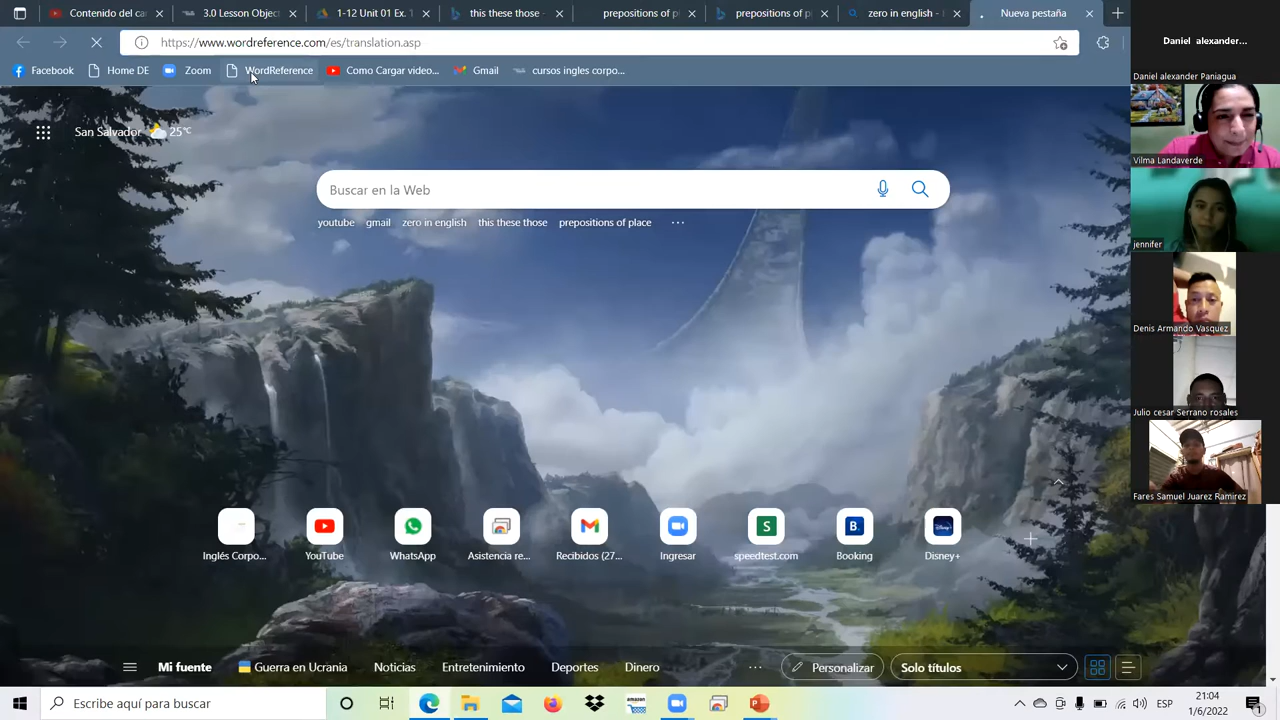 Contenido del ca
3.0 Lesson Object
1-12 Unit 01 Ex. T
this these those -
prepositions of p
prepositions of p
zero in english -
Nueva pestaña
https://www.wordreference.com/es/translation.asp
Facebook
Home DE
Zoom
WordReference
Como Cargar video...
Gmail
cursos ingles corpo...
San Salvador
25°C
Buscar en la Web
youtube
gmail
zero in english
this these those
prepositions of place
...
Inglés Corpo...
YouTube
WhatsApp
Asistencia re...
Recibidos (27...
Ingresar
speedtest.com
Booking
Disney+
Mi fuente
Guerra en Ucrania
Noticias
Entretenimiento
Deportes
Dinero
...
Personalizar
Solo títulos
Escribe aquí para buscar
ESP
21:04
1/6/2022
1
Daniel alexander...
Daniel alexander Paniagua
Vilma Landaverde
jennifer
Denis Armando Vasquez
Julio cesar Serrano rosales
Fares Samuel Juarez Ramirez